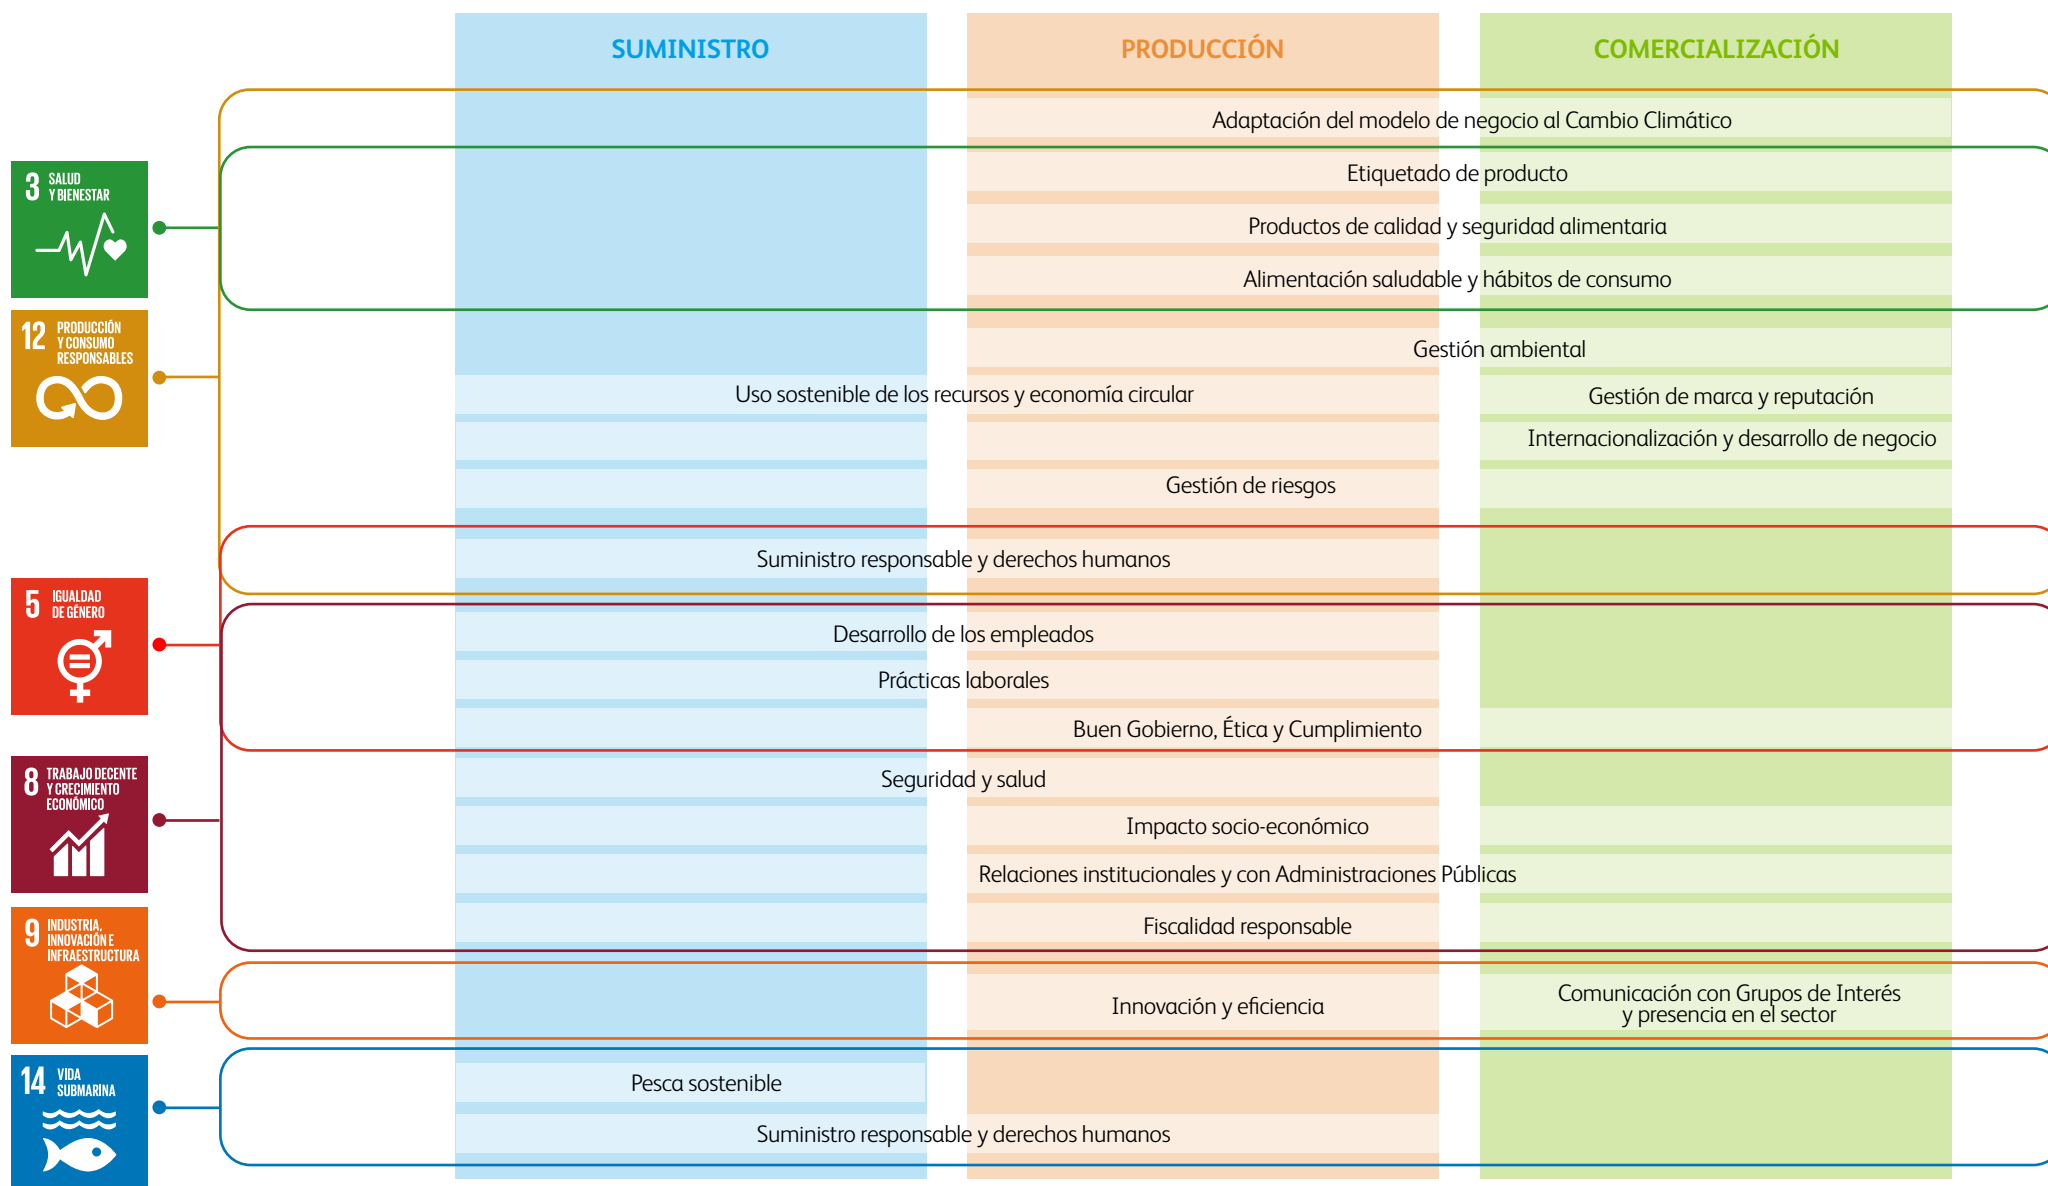 SUMINISTRO
PRODUCCIÓN
COMERCIALIZACIÓN
Adaptación del modelo de negocio al Cambio Climático
3 SALUD
Y BIENESTAR
Etiquetado de producto
Productos de calidad y seguridad alimentaria
Alimentación saludable y hábitos de consumo
12 PRODUCCIÓN
Y CONSUMO
RESPONSABLES
Gestión ambiental
Uso sostenible de los recursos y economía circular
Gestión de marca y reputación
Internacionalización y desarrollo de negocio
Gestión de riesgos
Suministro responsable y derechos humanos
5 IGUALDAD
DE GÉNERO
Desarrollo de los empleados
Prácticas laborales
Buen Gobierno, Ética y Cumplimiento
8 TRABAJO DECENTE
Y CRECIMIENTO
ECONÓMICO
Seguridad y salud
Impacto socio-económico
Relaciones institucionales y con Administraciones Públicas
9 INDUSTRIA,
INNOVACIÓN E
INFRAESTRUCTURA
Fiscalidad responsable
Innovación y eficiencia
Comunicación con Grupos de Interés
y presencia en el sector
14 VIDA
SUBMARINA
Pesca sostenible
Suministro responsable y derechos humanos